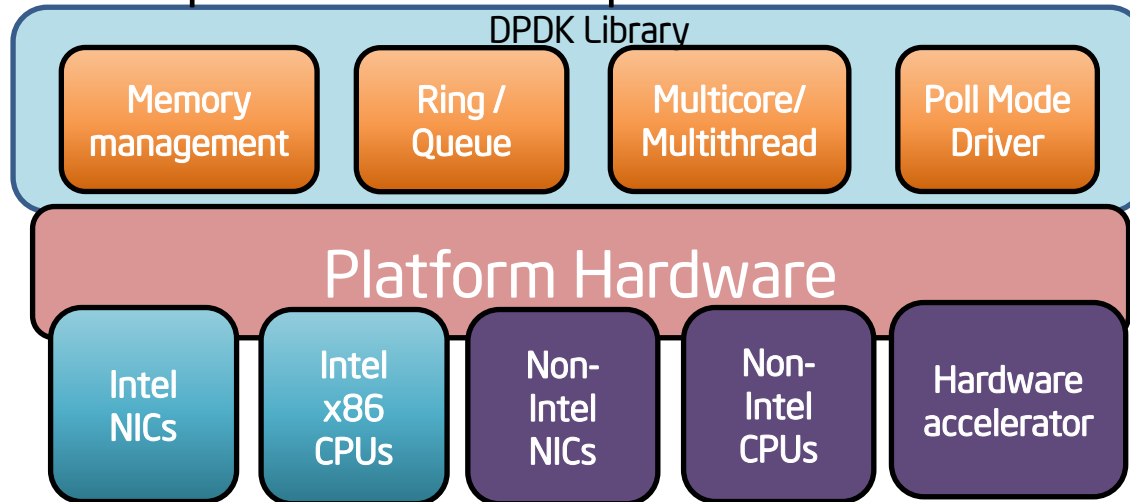 DPDK Library
Memory
management
Ring /
Queue
Multicore/
Multithread
Poll Mode
Driver
Platform Hardware
Intel
NICs
Intel
x86
CPUs
Non-
Intel
NICs
Non-
Intel
CPUs
Hardware
accelerator